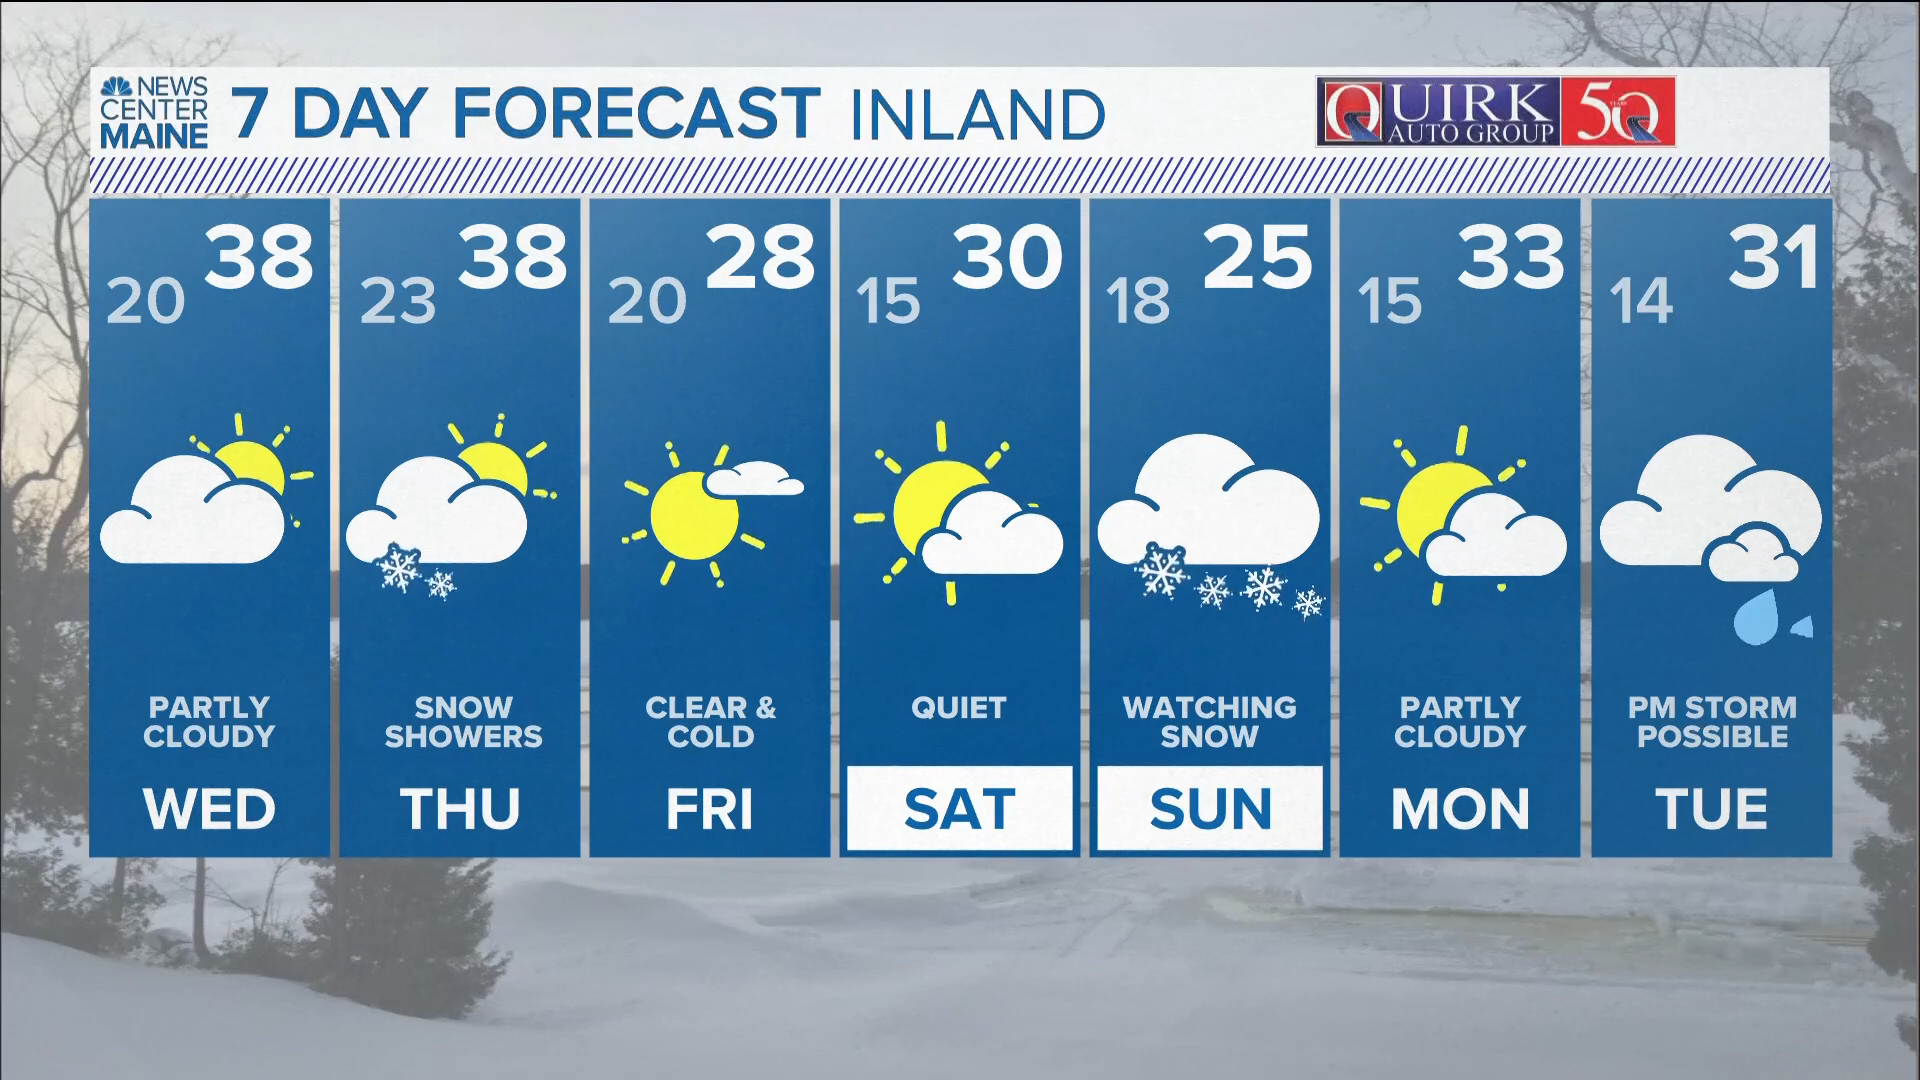 NEWS
CENTER
MAINE
7 DAY FORECAST INLAND
QUIRK
AUTO GROUP
50
YEARS
20 38
PARTLY
CLOUDY
WED
23 38
SNOW
SHOWERS
THU
20 28
CLEAR &
COLD
FRI
15 30
QUIET
SAT
18 25
WATCHING
SNOW
SUN
15 33
PARTLY
CLOUDY
MON
14 31
PM STORM
POSSIBLE
TUE